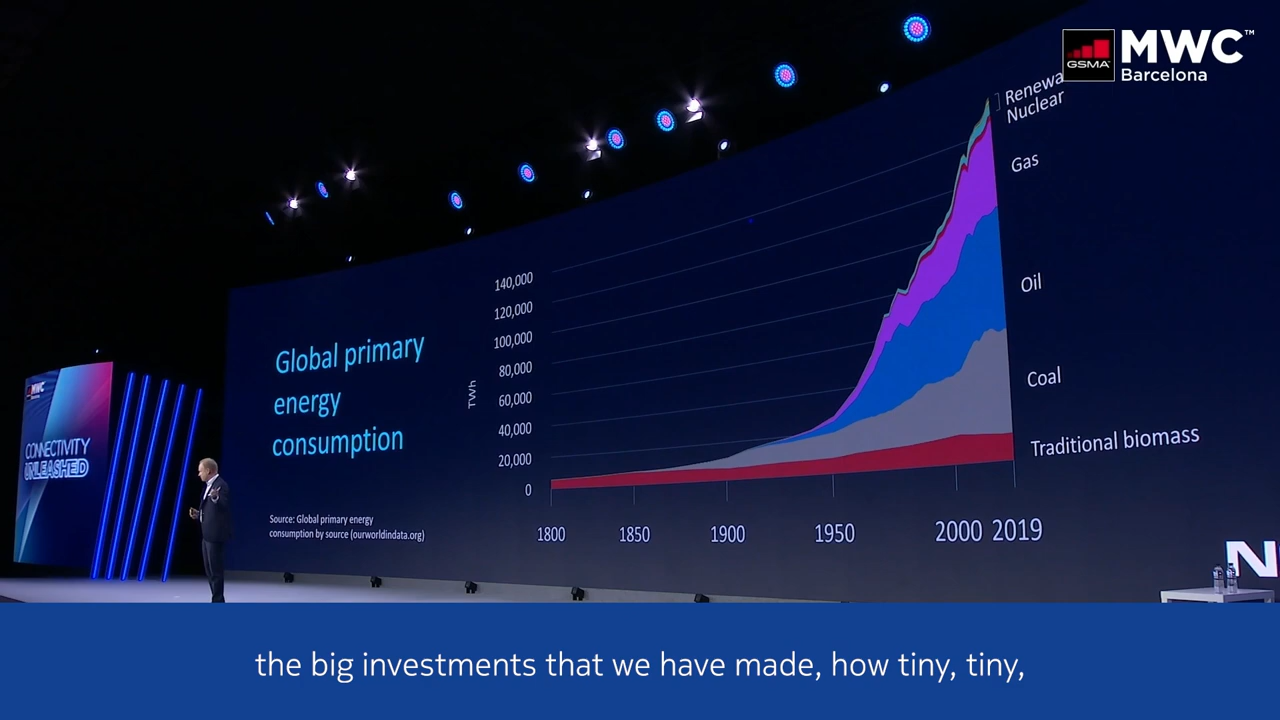 GSMA
MWC™
Barcelona
Renewa
Nuclear
Gas
Oil
Coal
Traditional biomass
140,000
120,000
100,000
80,000
60,000
40,000
20,000
0
TWh
1800
1850
1900
1950
2000
2019
Global primary
energy
consumption
Source: Global primary energy
consumption by source (ourworldindata.org)
MWC
CONNECTIVITY
UNLEASHED
N
the big investments that we have made, how tiny, tiny,